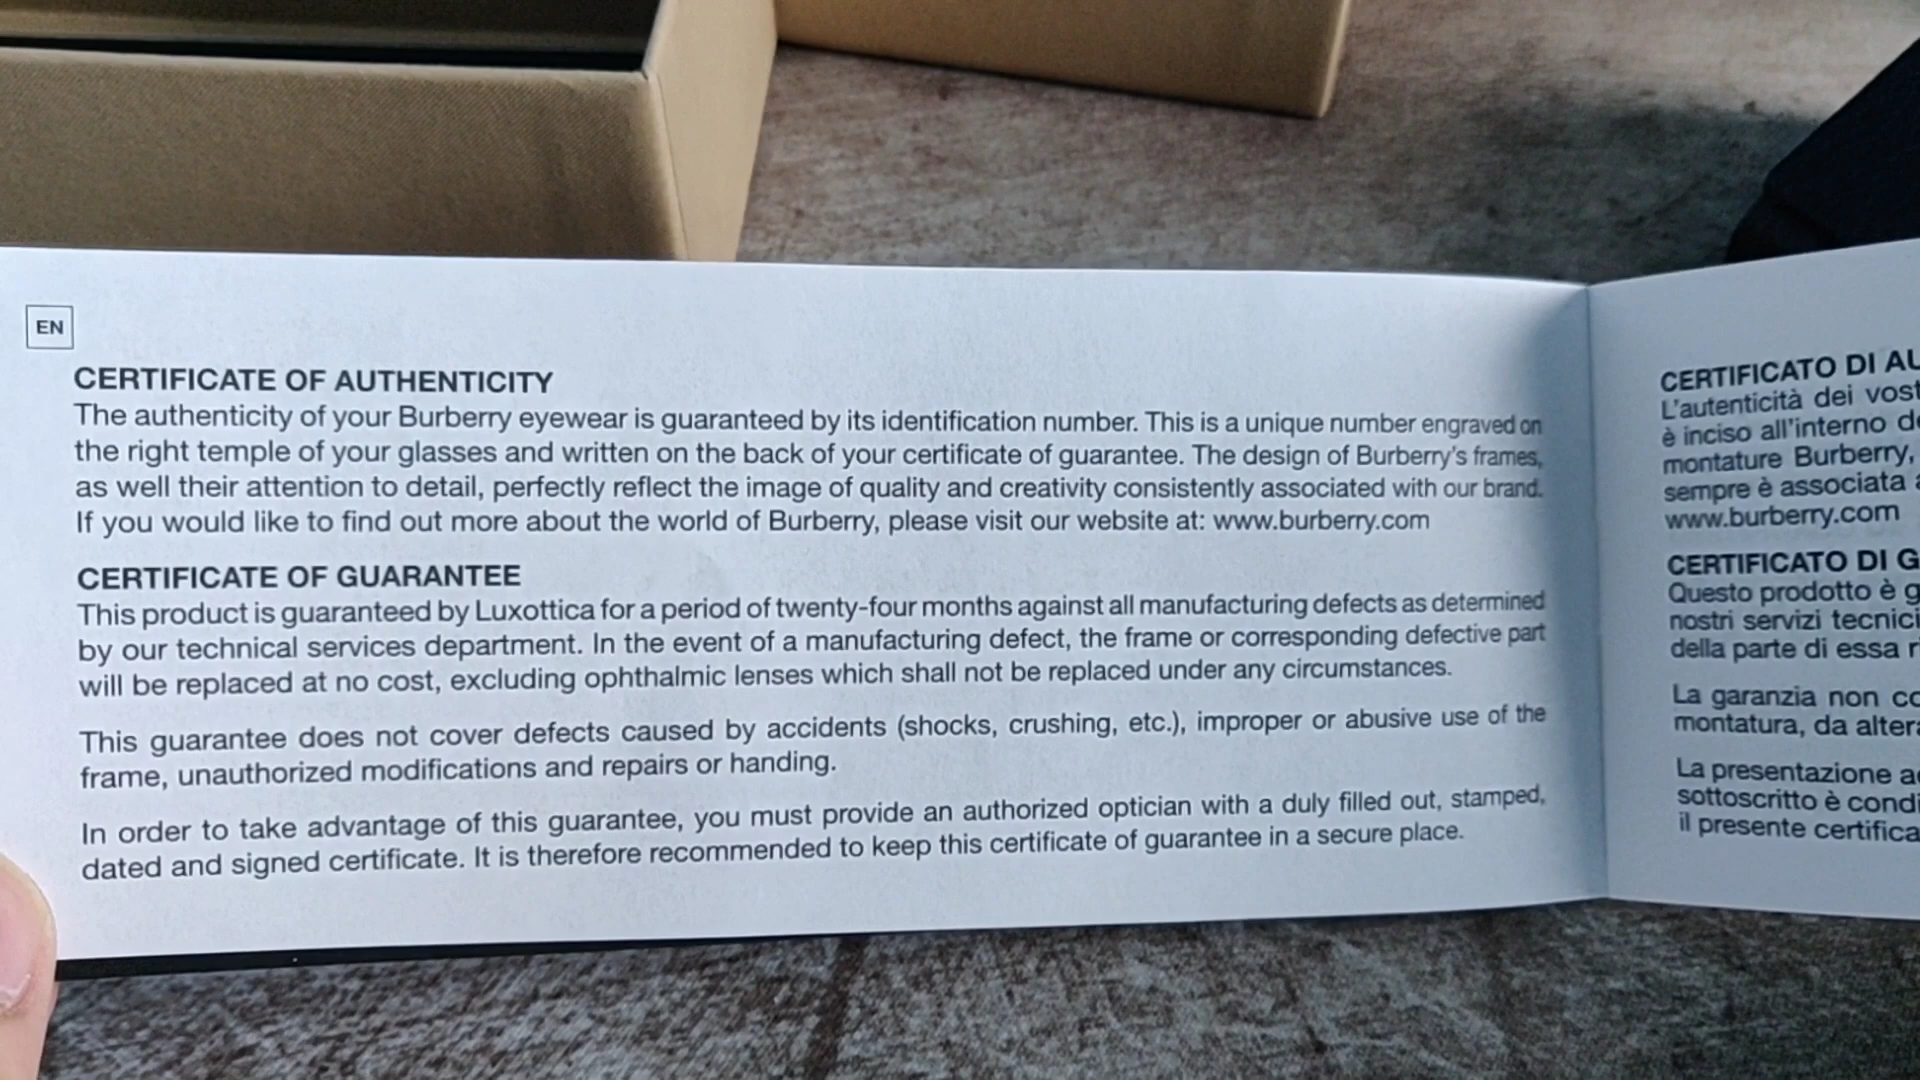 EN
CERTIFICATE OF AUTHENTICITY
The authenticity of your Burberry eyewear is guaranteed by its identification number. This is a unique number engraved on
the right temple of your glasses and written on the back of your certificate of guarantee. The design of Burberry's frames,
as well their attention to detail, perfectly reflect the image of quality and creativity consistently associated with our brand.
If you would like to find out more about the world of Burberry, please visit our website at: www.burberry.com
CERTIFICATE OF GUARANTEE
This product is guaranteed by Luxottica for a period of twenty-four months against all manufacturing defects as determined
by our technical services department. In the event of a manufacturing defect, the frame or corresponding defective part
will be replaced at no cost, excluding ophthalmic lenses which shall not be replaced under any circumstances.
This guarantee does not cover defects caused by accidents (shocks, crushing, etc.), improper or abusive use of the
frame, unauthorized modifications and repairs or handing.
In order to take advantage of this guarantee, you must provide an authorized optician with a duly filled out, stamped,
dated and signed certificate. It is therefore recommended to keep this certificate of guarantee in a secure place.
CERTIFICATO DI
L'autenticità dei
è inciso all'interno
montature Burberry,
sempre è associata
www.burberry.com
CERTIFICATO DI
Questo prodotto è
nostri servizi
della parte di essa
La garanzia non
montatura, da
La presentazione
sottoscritto è
il presente